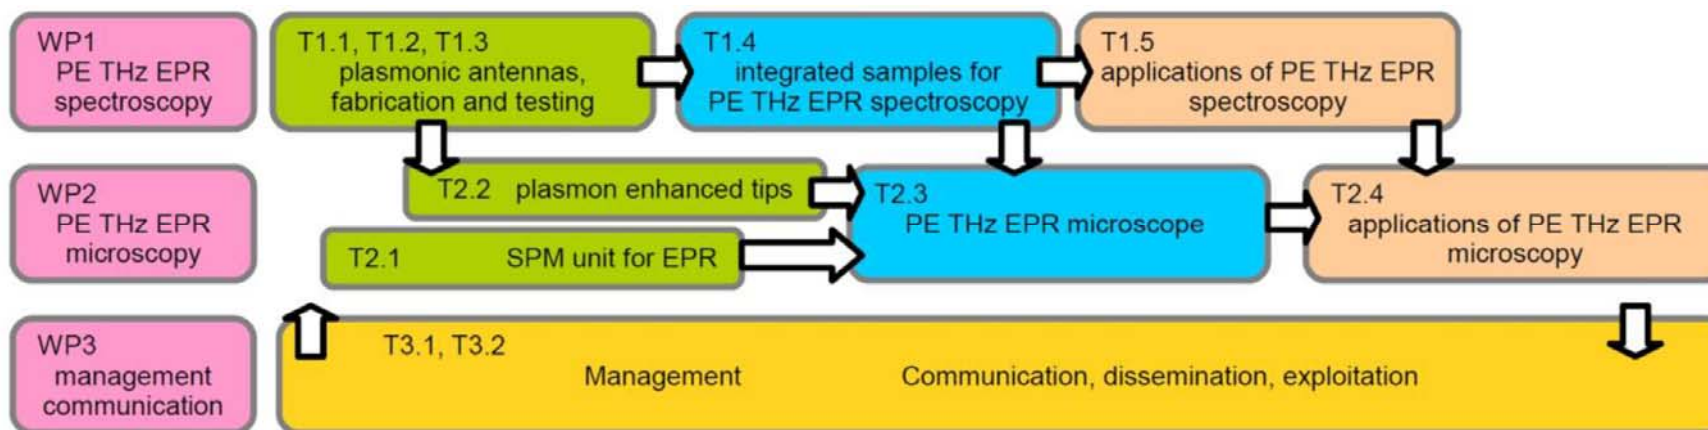 WP1
PE THz EPR
spectroscopy
T1.1, T1.2, T1.3
plasmonic antennas,
fabrication and testing
T1.4
integrated samples for
PE THz EPR spectroscopy
T1.5
applications of PE THz EPR
spectroscopy
WP2
PE THz EPR
microscopy
T2.2 plasmon enhanced tips
T2.1 SPM unit for EPR
T2.3
PE THz EPR microscope
T2.4
applications of PE THz EPR
microscopy
WP3
management
communication
T3.1, T3.2
Management Communication, dissemination, exploitation